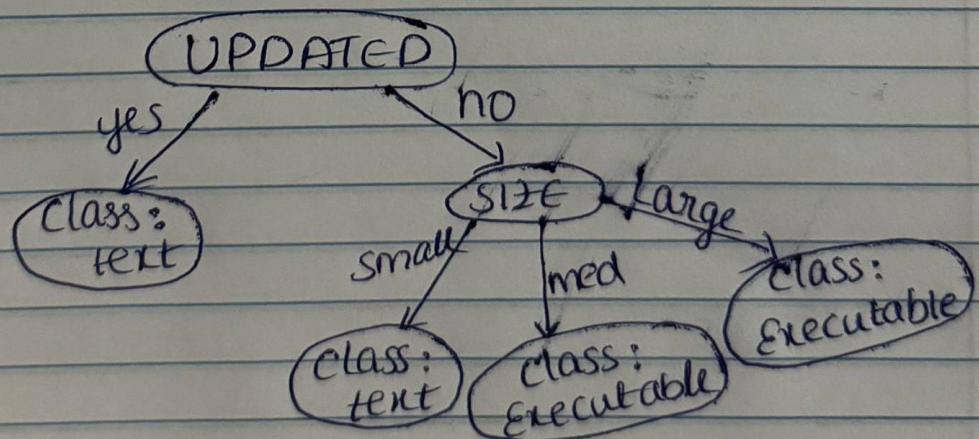 UPDATED
yes
no
Class:
text
SIZE
small
med
Large
Class:
text
Class:
Executable
Class:
Executable